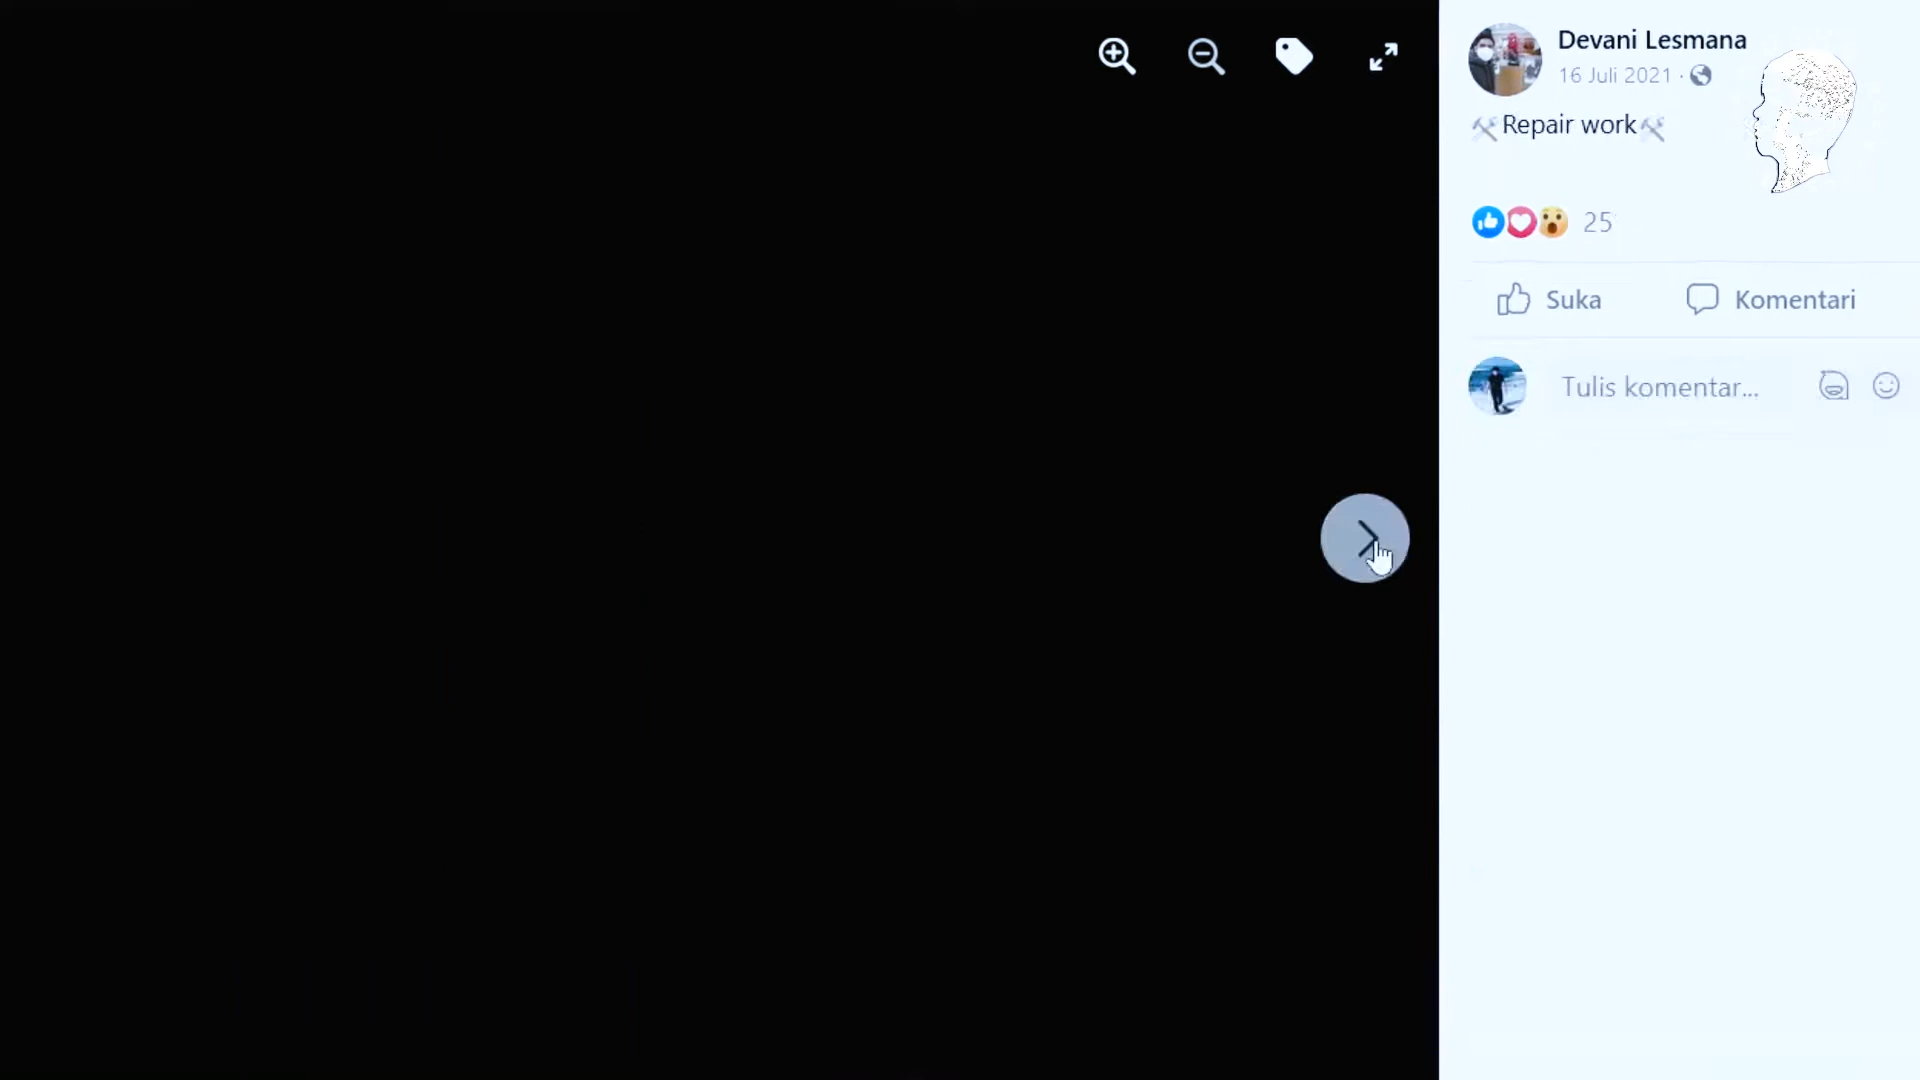 Devani Lesmana
16 Juli 2021 ·
Repair work
25
Suka
Komentari
Tulis komentar...